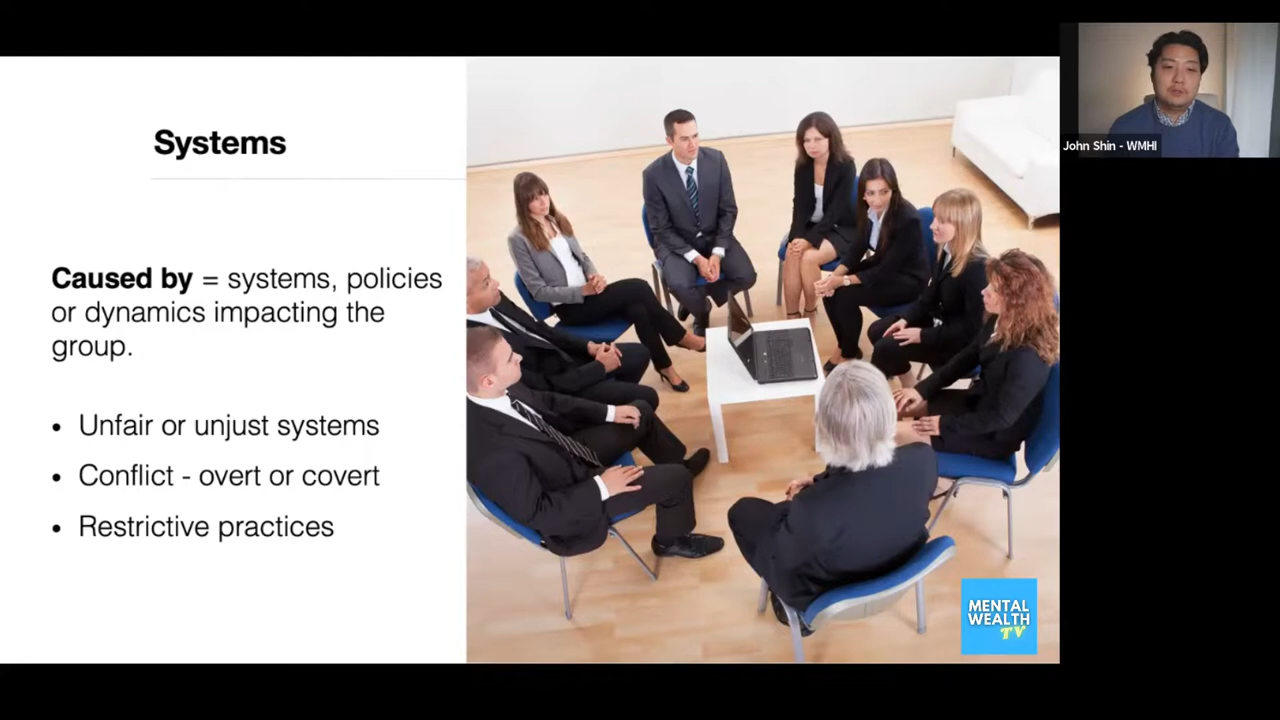 Systems
Caused by = systems, policies
or dynamics impacting the
group.
• Unfair or unjust systems
• Conflict - overt or covert
• Restrictive practices
MENTAL
WEALTH
TV
John Shin - WMHI